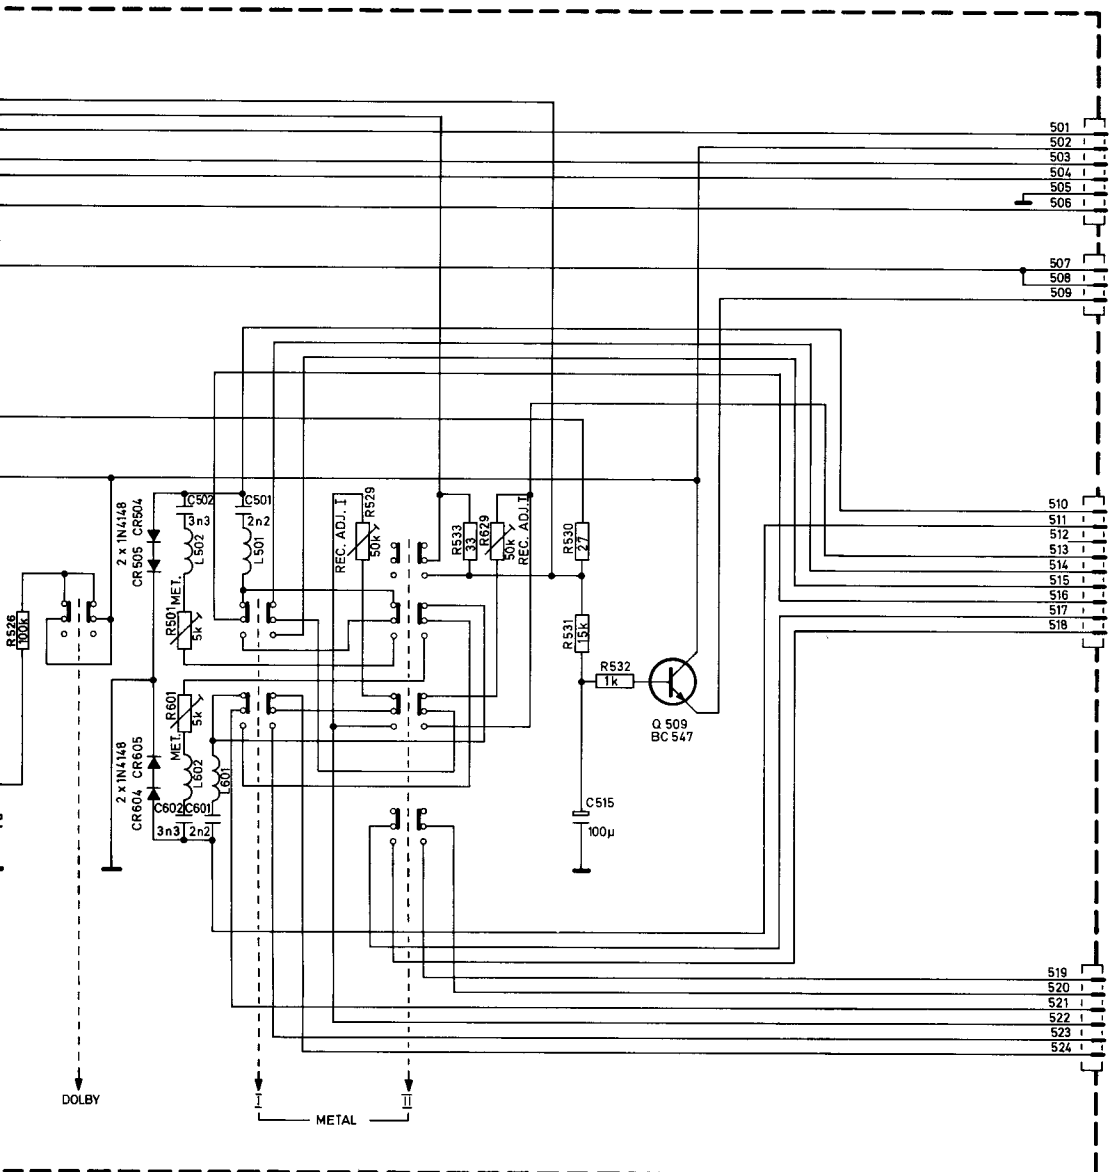 501
502
503
504
505
506
507
508
509
510
511
512
513
514
515
516
517
518
519
520
521
522
523
524
2 x 1N4148
CR505 CR504
C502
3n3
L502
C501
2n2
L501
MET.
R501
5k
R526
100k
REC. ADJ. I
R529
50k
R533
33
R629
50k
REC. ADJ. I
R530
27
R531
15k
R532
1k
Q 509
BC 547
C515
100µ
MET.
R601
5k
2 x 1N4148
CR604 CR605
L602
L601
C602
3n3
C601
2n2
DOLBY
I
METAL
II